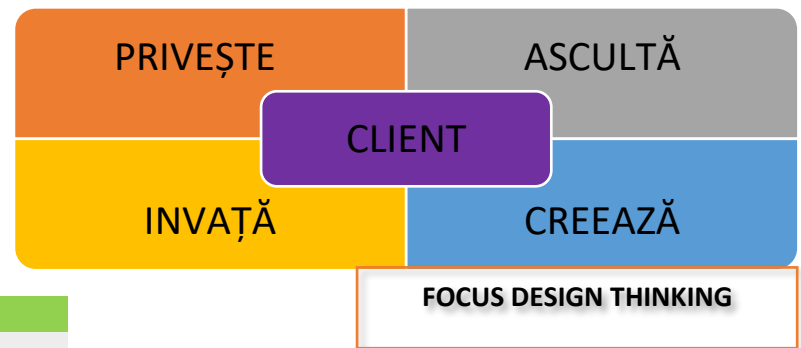 PRIVEȘTE
ASCULTĂ
CLIENT
INVAȚĂ
CREEAZĂ
FOCUS DESIGN THINKING